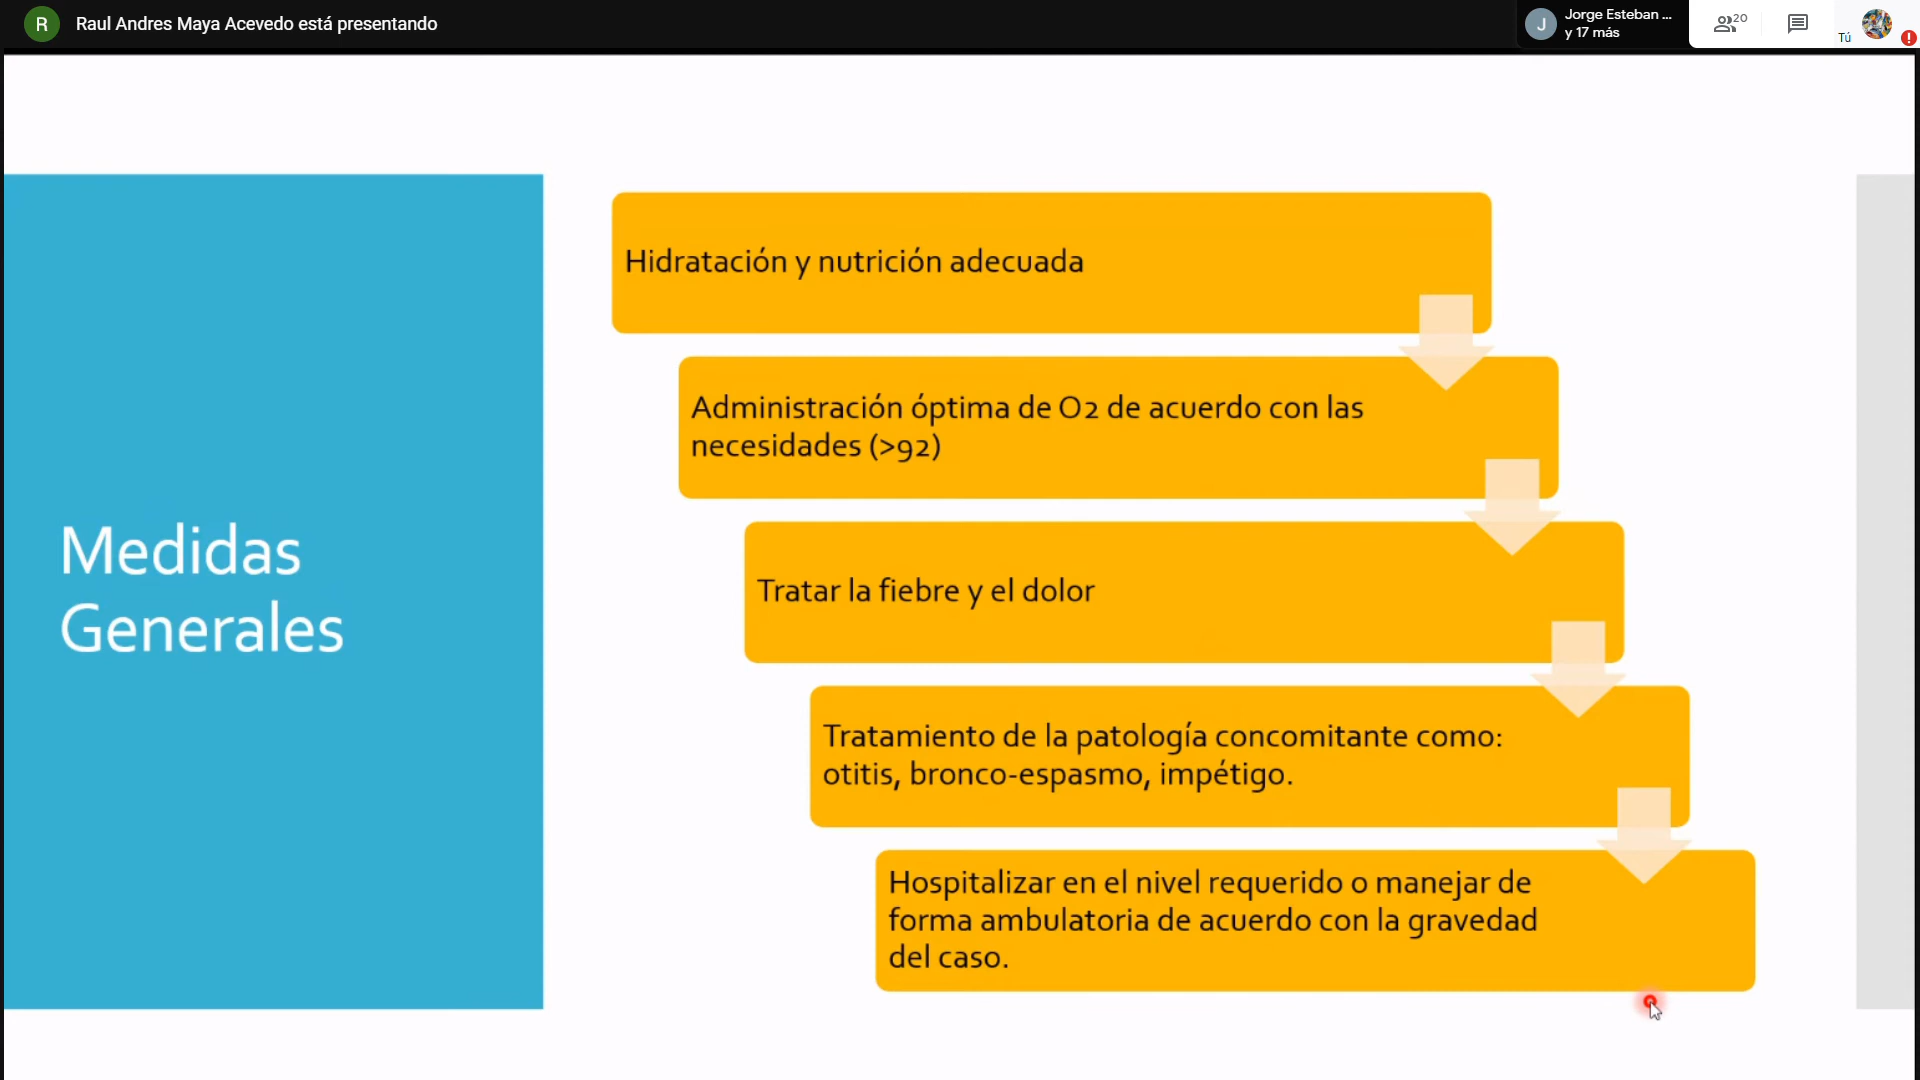 R
Raul Andres Maya Acevedo está presentando
J
Jorge Esteban ...
y 17 más
20
Tú
Medidas
Generales
Hidratación y nutrición adecuada
Administración óptima de O2 de acuerdo con las
necesidades (>92)
Tratar la fiebre y el dolor
Tratamiento de la patología concomitante como:
otitis, bronco-espasmo, impétigo.
Hospitalizar en el nivel requerido o manejar de
forma ambulatoria de acuerdo con la gravedad
del caso.